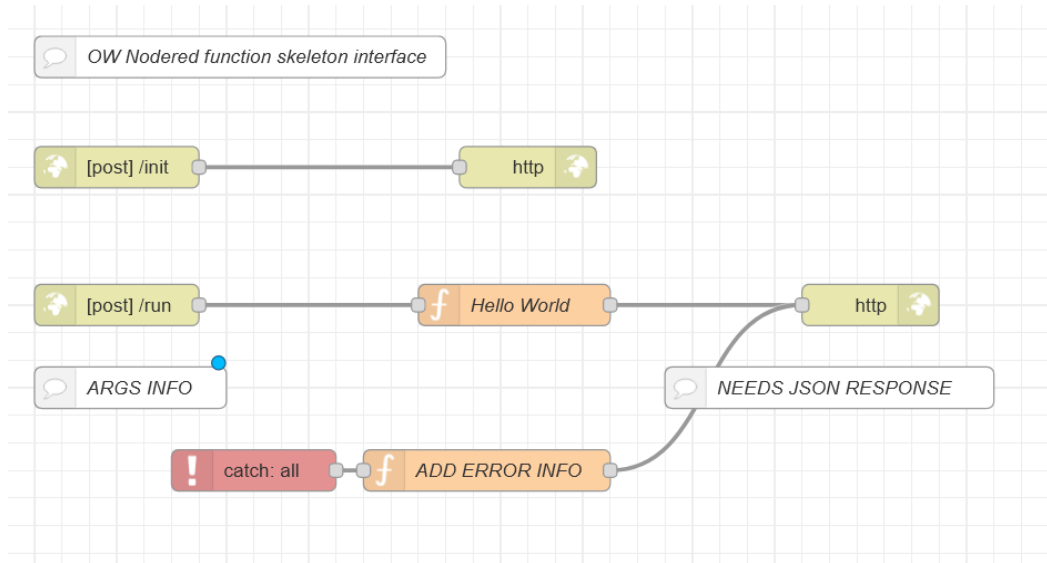 OW Nodered function skeleton interface
[post] /init
http
[post] /run
Hello World
http
ARGS INFO
NEEDS JSON RESPONSE
catch: all
ADD ERROR INFO